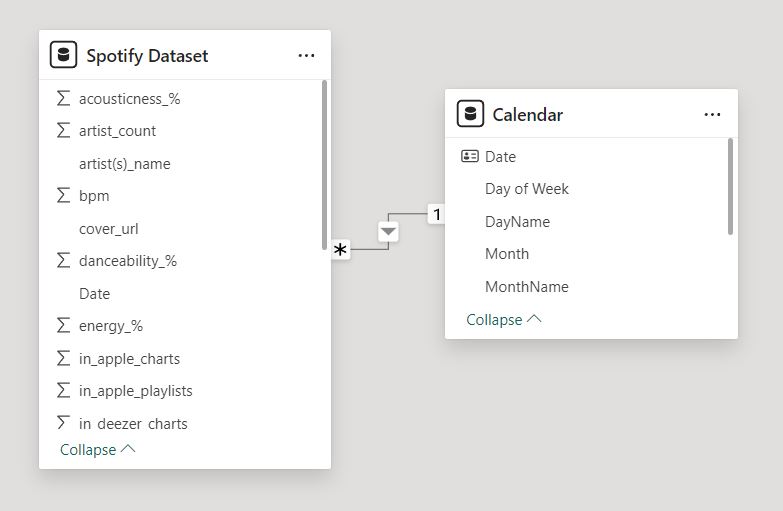 Spotify Dataset
∑ acousticness_%
∑ artist_count
artist(s)_name
∑ bpm
cover_url
∑ danceability_%
Date
∑ energy_%
∑ in_apple_charts
∑ in_apple_playlists
∑ in_deezer_charts
Collapse
*
1
Calendar
Date
Day of Week
DayName
Month
MonthName
Collapse